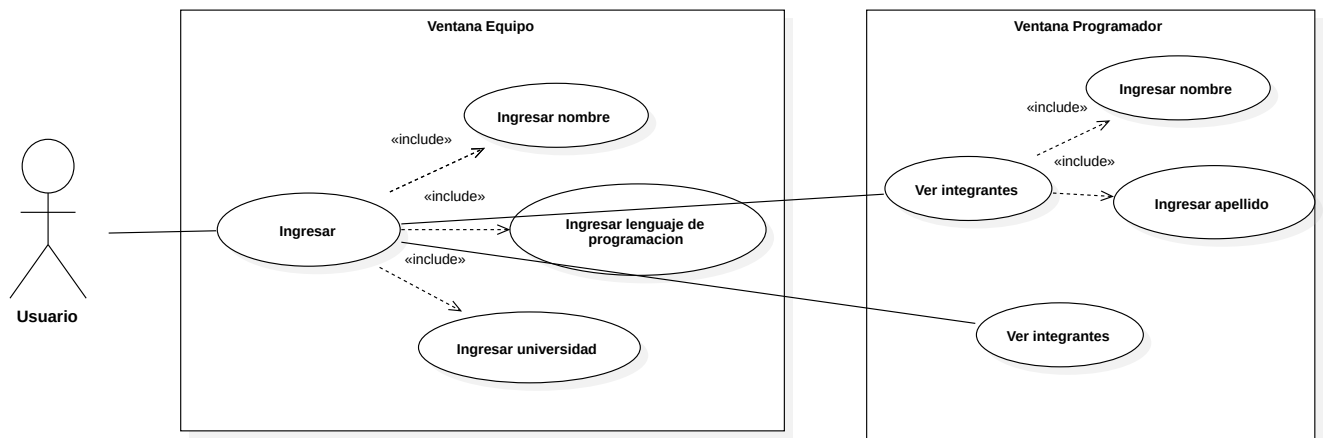 Ventana Equipo
Ventana Programador
Ingresar nombre
«include»
«include»
Ingresar lenguaje de
programacion
Ingresar
«include»
Ingresar universidad
Usuario
Ingresar nombre
«include»
«include»
Ver integrantes
Ingresar apellido
Ver integrantes